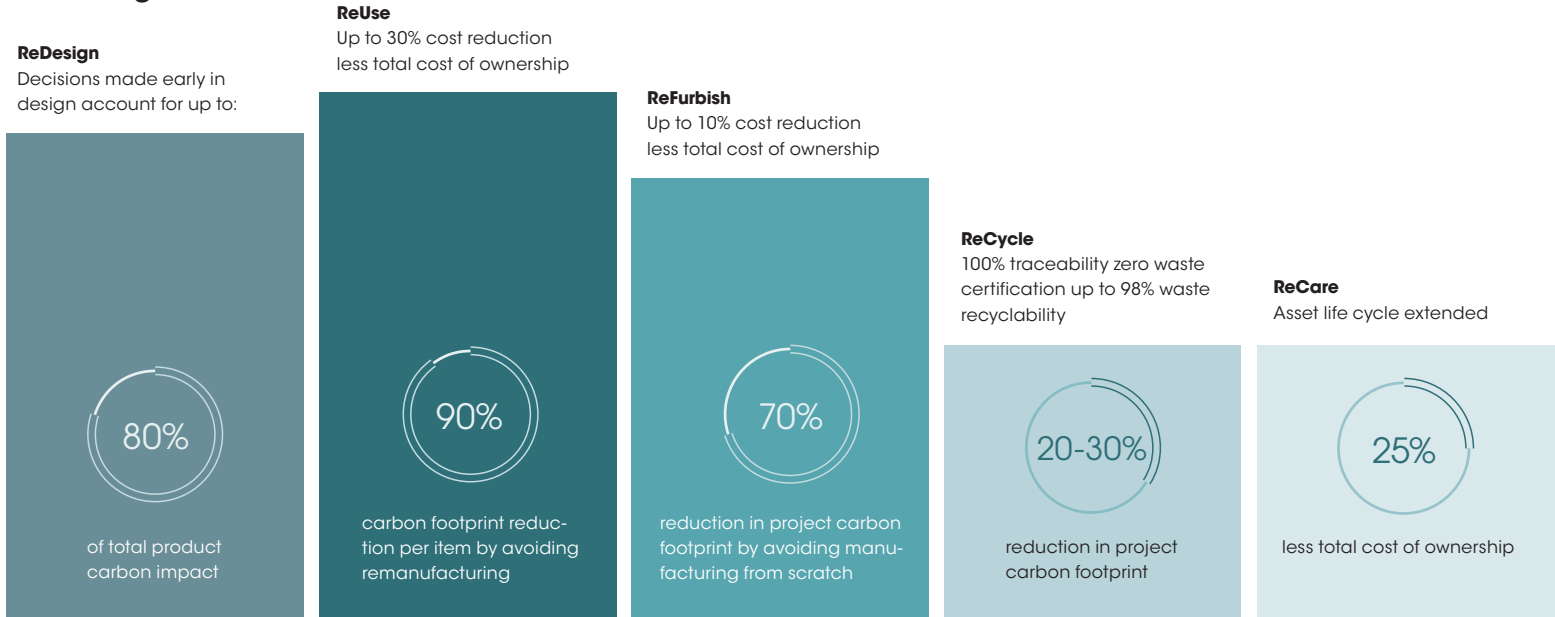 ReDesign
Decisions made early in
design account for up to:
80%
of total product
carbon impact
ReUse
Up to 30% cost reduction
less total cost of ownership
90%
carbon footprint reduc-
tion per item by avoiding
remanufacturing
ReFurbish
Up to 10% cost reduction
less total cost of ownership
70%
reduction in project carbon
footprint by avoiding manu-
facturing from scratch
ReCycle
100% traceability zero waste
certification up to 98% waste
recyclability
20-30%
reduction in project
carbon footprint
ReCare
Asset life cycle extended
25%
less total cost of ownership